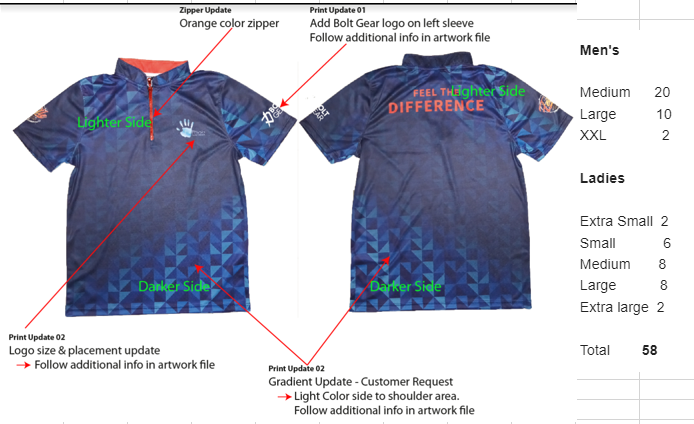 Zipper Update
Orange color zipper
Print Update 01
Add Bolt Gear logo on left sleeve
Follow additional info in artwork file
Lighter Side
FEEL THE
Lighter Side
DIFFERENCE
Darker Side
Darker Side
Print Update 02
Logo size & placement update
Follow additional info in artwork file
Print Update 02
Gradient Update - Customer Request
Light Color side to shoulder area.
Follow additional info in artwork file
Men's
Medium 20
Large 10
XXL 2
Ladies
Extra Small 2
Small 6
Medium 8
Large 8
Extra large 2
Total 58